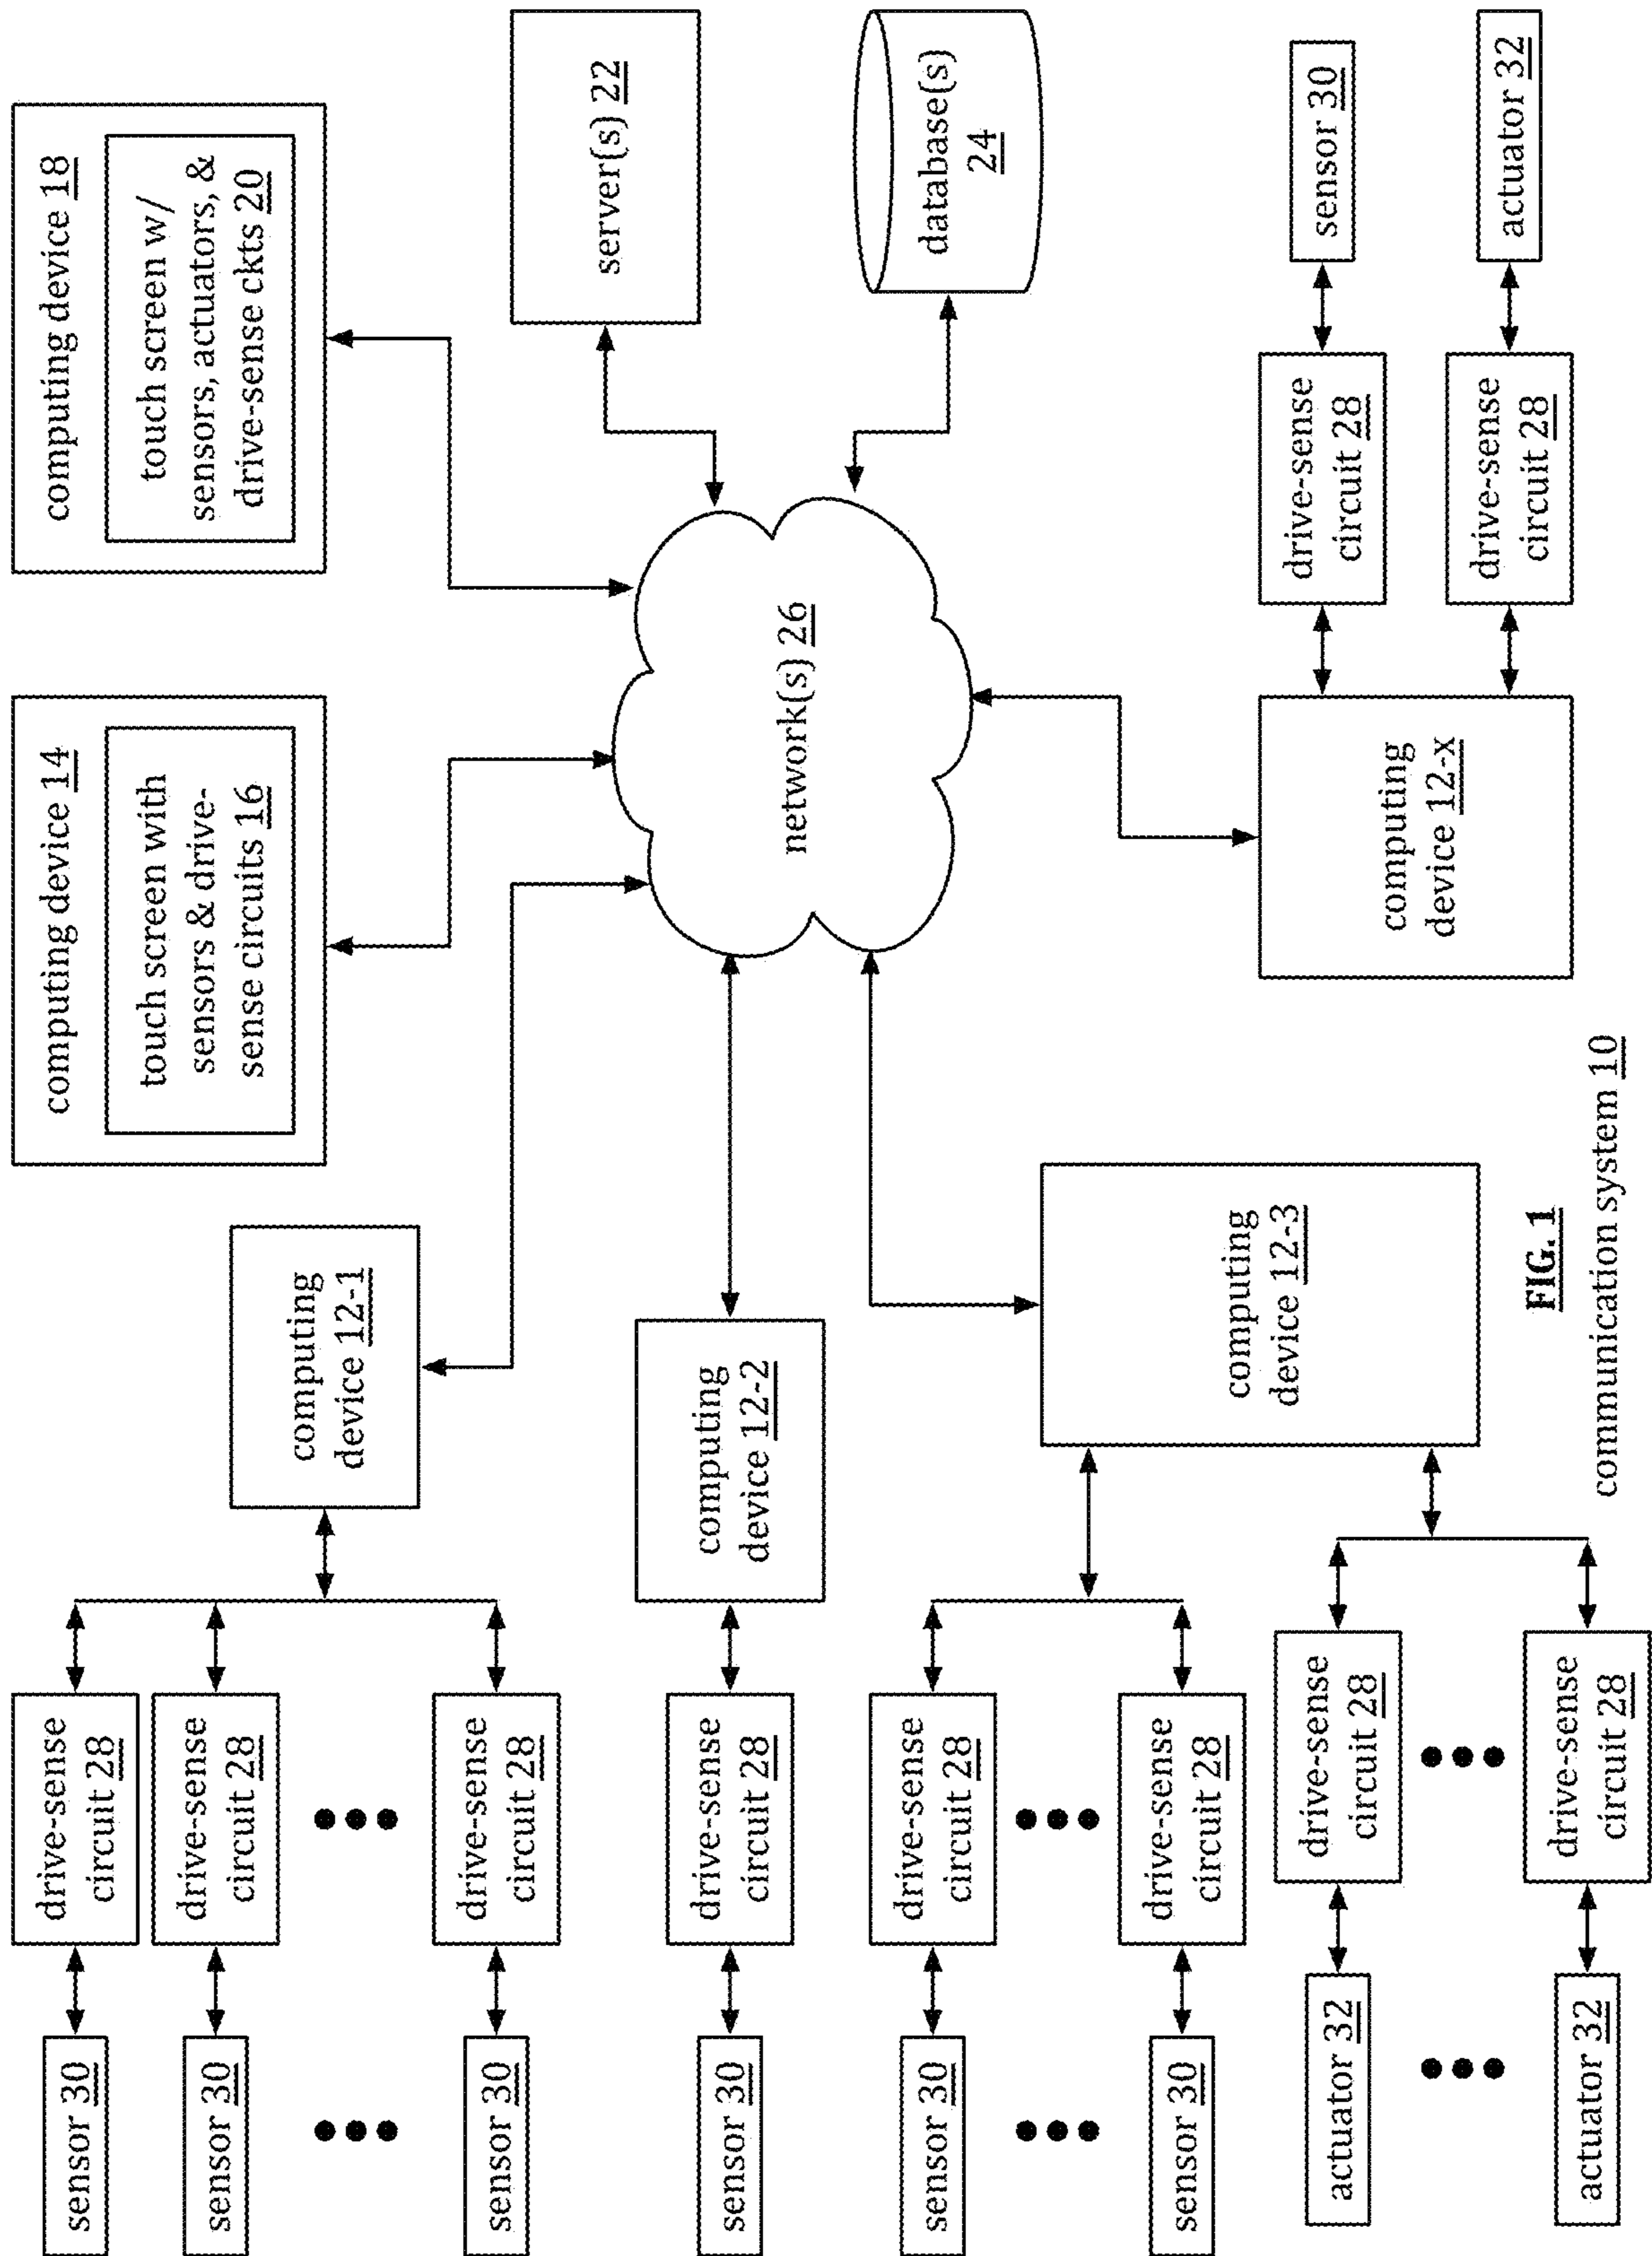 sensor 30
drive-sense
circuit 28
sensor 30
drive-sense
circuit 28
sensor 30
drive-sense
circuit 28
computing
device 12-1
computing device 14
touch screen with
sensors & drive-
sense circuits 16
computing device 18
touch screen w/
sensors, actuators, &
drive-sense ckts 20
sensor 30
drive-sense
circuit 28
computing
device 12-2
network(s) 26
server(s) 22
database(s)
24
sensor 30
drive-sense
circuit 28
sensor 30
drive-sense
circuit 28
computing
device 12-3
actuator 32
drive-sense
circuit 28
actuator 32
drive-sense
circuit 28
computing
device 12-x
drive-sense
circuit 28
sensor 30
drive-sense
circuit 28
actuator 32
FIG. 1
communication system 10